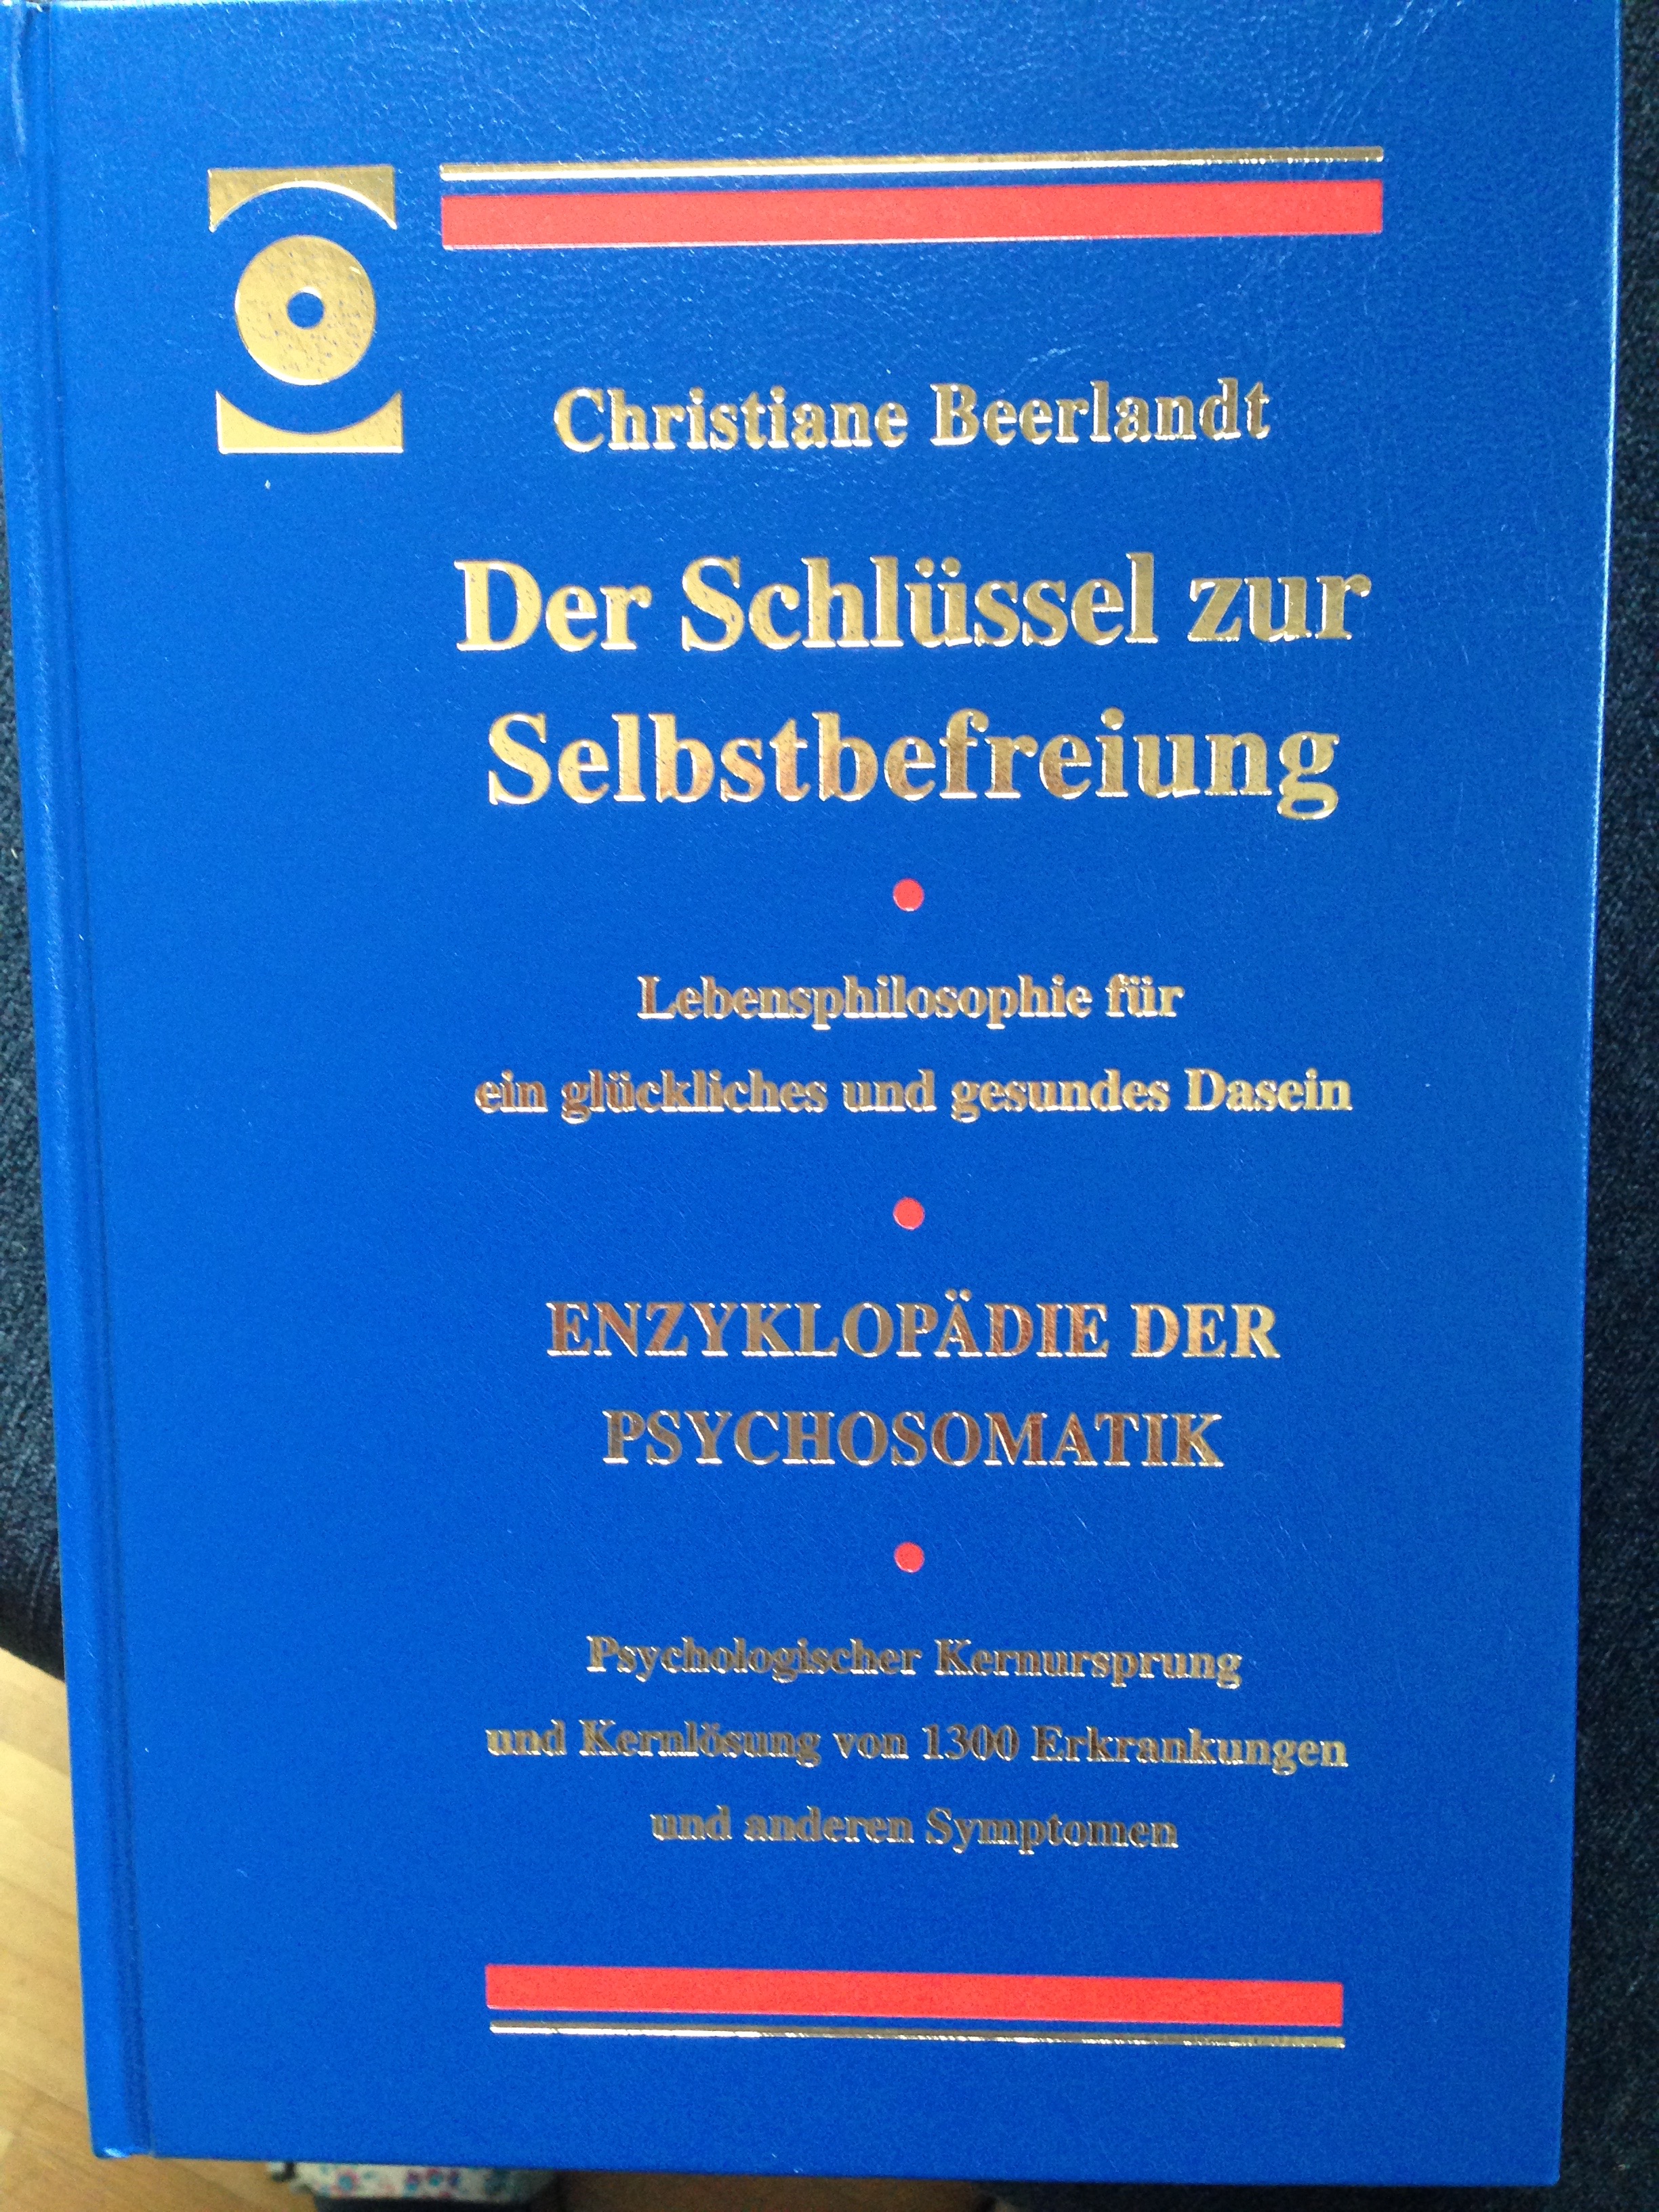 Christiane Beerlandt
Der Schlüssel zur
Selbstbefreiung
Lebensphilosophie für
ein glückliches und gesundes Dasein
ENZYKLOPÄDIE DER
PSYCHOSOMATIK
Psychologischer Kernursprung
und Kernlösung von 1300 Erkrankungen
und anderen Symptomen